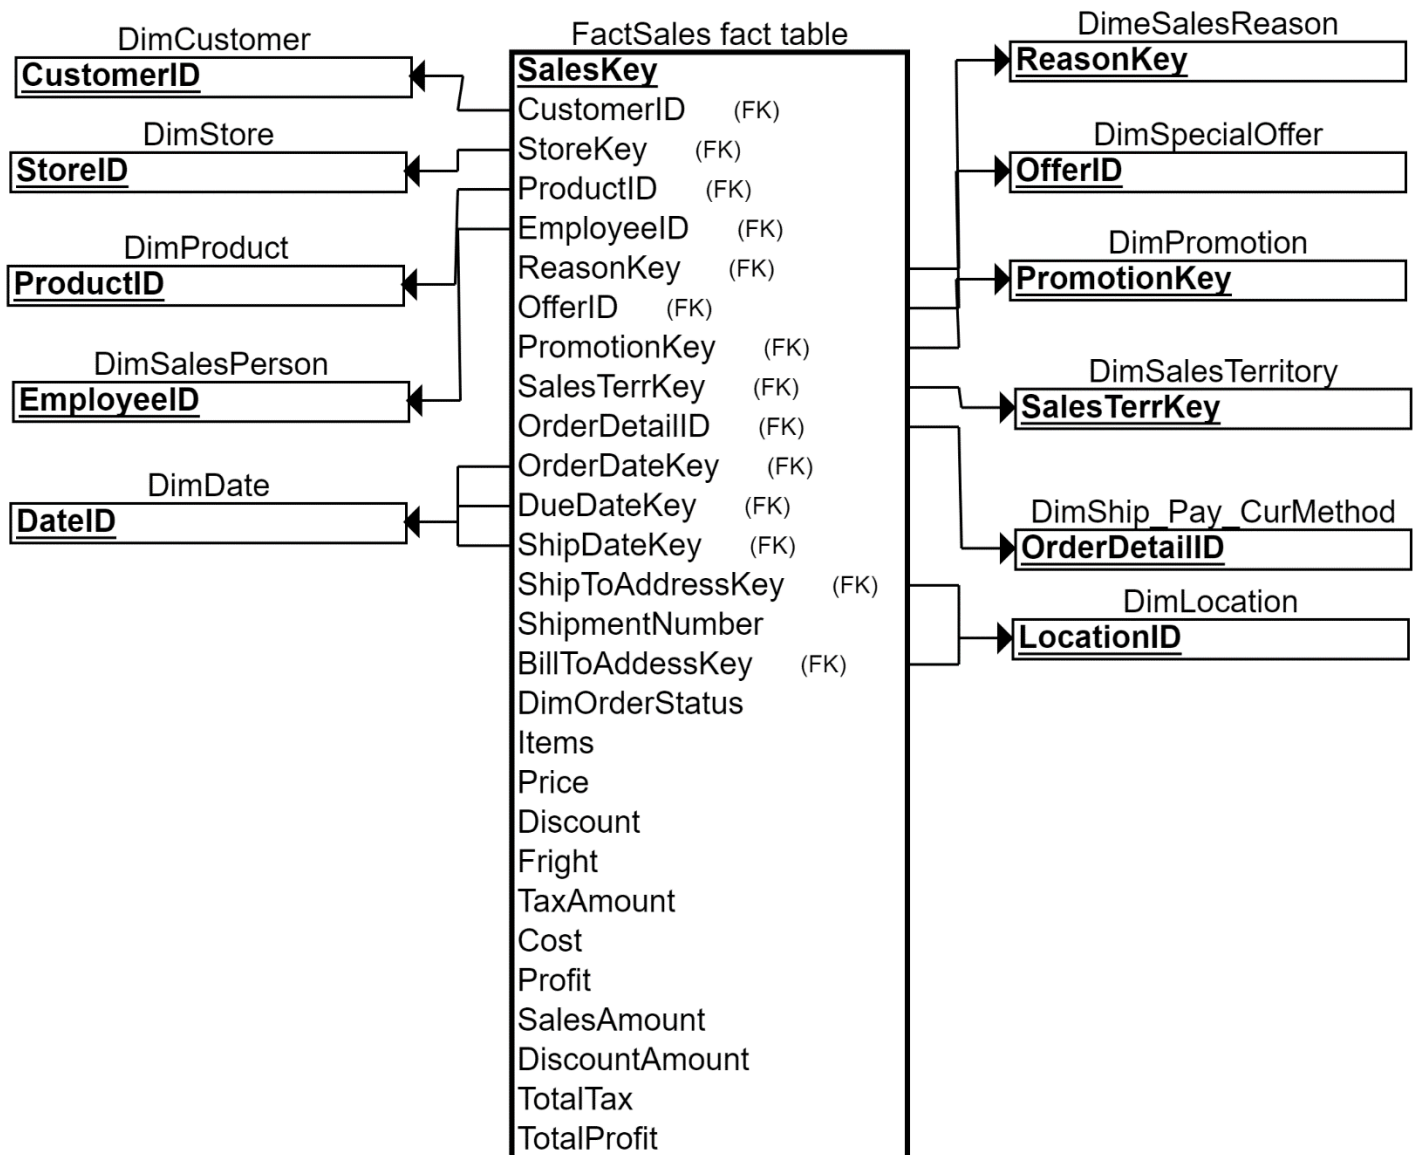 DimCustomer
CustomerID
DimStore
StoreID
DimProduct
ProductID
DimSalesPerson
EmployeeID
DimDate
DateID
FactSales fact table
SalesKey
CustomerID (FK)
StoreKey (FK)
ProductID (FK)
EmployeeID (FK)
ReasonKey (FK)
OfferID (FK)
PromotionKey (FK)
SalesTerrKey (FK)
OrderDetailID (FK)
OrderDateKey (FK)
DueDateKey (FK)
ShipDateKey (FK)
ShipToAddressKey (FK)
ShipmentNumber
BillToAddessKey (FK)
DimOrderStatus
Items
Price
Discount
Fright
TaxAmount
Cost
Profit
SalesAmount
DiscountAmount
TotalTax
TotalProfit
DimeSalesReason
ReasonKey
DimSpecialOffer
OfferID
DimPromotion
PromotionKey
DimSalesTerritory
SalesTerrKey
DimShip_Pay_CurMethod
OrderDetailID
DimLocation
LocationID